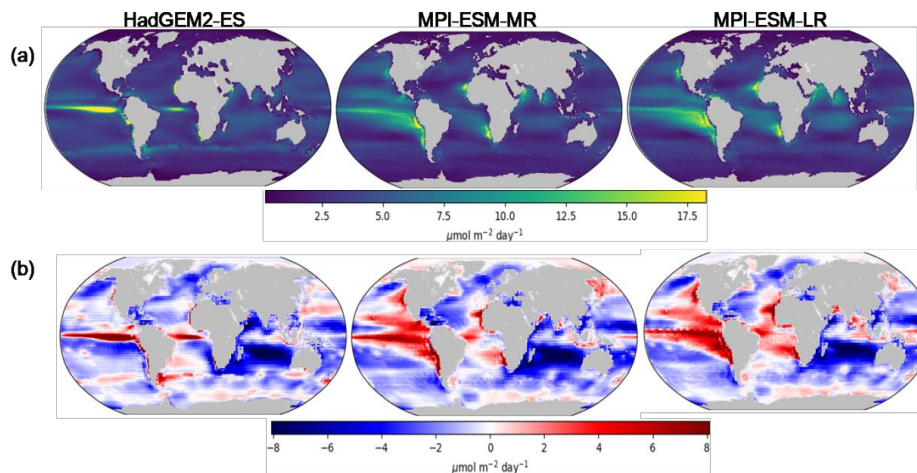 HadGEM2-ES MPI-ESM-MR MPI-ESM-LR
(a)
2.5 5.0 7.5 10.0 12.5 15.0 17.5
μmol m⁻² day⁻¹
(b)
−8 −6 −4 −2 0 2 4 6 8
μmol m⁻² day⁻¹